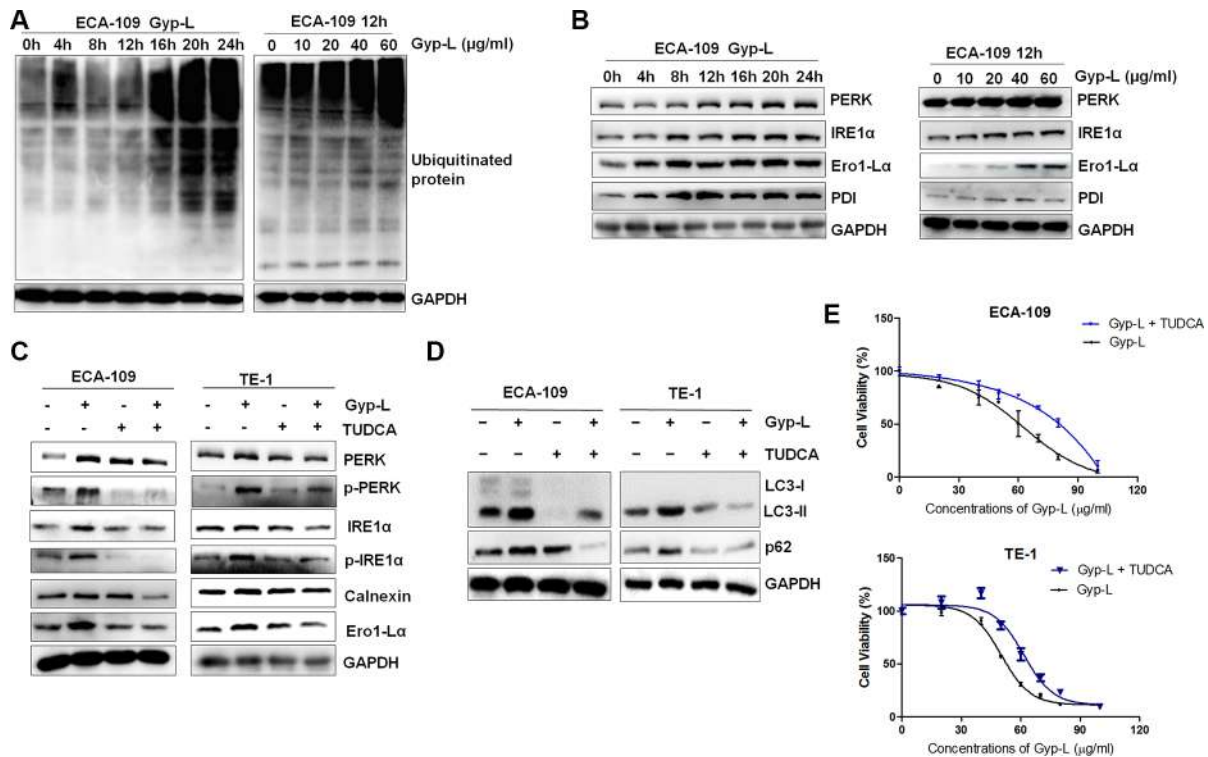 A
ECA-109 Gyp-L
0h 4h 8h 12h 16h 20h 24h
ECA-109 12h
0 10 20 40 60
Gyp-L (μg/ml)
Ubiquitinated
protein
GAPDH
B
ECA-109 Gyp-L
0h 4h 8h 12h 16h 20h 24h
PERK
IRE1α
Ero1-Lα
PDI
GAPDH
ECA-109 12h
0 10 20 40 60
Gyp-L (μg/ml)
PERK
IRE1α
Ero1-Lα
PDI
GAPDH
C
ECA-109 TE-1
- + - + - + - + Gyp-L
- - + + - - + + TUDCA
PERK
p-PERK
IRE1α
p-IRE1α
Calnexin
Ero1-Lα
GAPDH
D
ECA-109 TE-1
- + - + - + - + Gyp-L
- - + + - - + + TUDCA
LC3-I
LC3-II
p62
GAPDH
E
ECA-109
Gyp-L + TUDCA
Gyp-L
Cell Viability (%)
150
100
50
0
0 30 60 90 120
Concentrations of Gyp-L (μg/ml)
TE-1
Gyp-L + TUDCA
Gyp-L
Cell Viability (%)
150
100
50
0
0 30 60 90 120
Concentrations of Gyp-L (μg/ml)